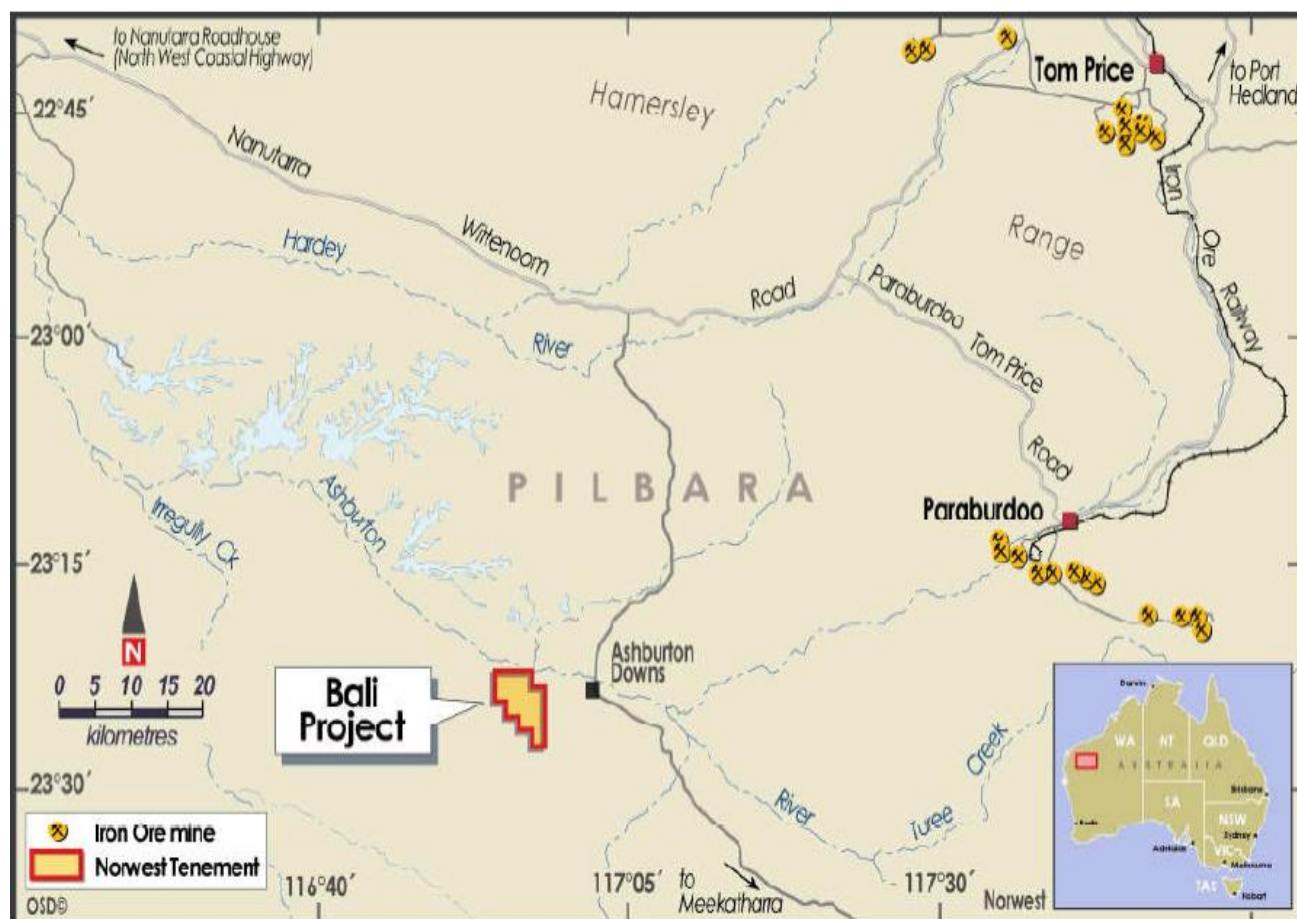 to Nanutarra Roadhouse
(North West Coastal Highway)
Tom Price
to Port
Hedland
Hamersley
22°45´
Nanutarra
Iron
Hardey
Wittenoom
Range
Ore
Road
Paraburdoo
Railway
23°00´
River
Tom Price
PILBARA
Road
Ashburton
Irregully Ck
Paraburdoo
23°15´
N
Ashburton
Downs
0 5 10 15 20
kilometres
Bali
Project
Creek
23°30´
River
Turee
Iron Ore mine
Norwest Tenement
116°40´
117°05´
117°30´
to
Meekatharra
Norwest
OSD©
Darwin
WA
NT
QLD
AUSTRALIA
Brisbane
SA
NSW
Perth
Sydney
Adelaide
VIC
Melbourne
TAS
Hobart